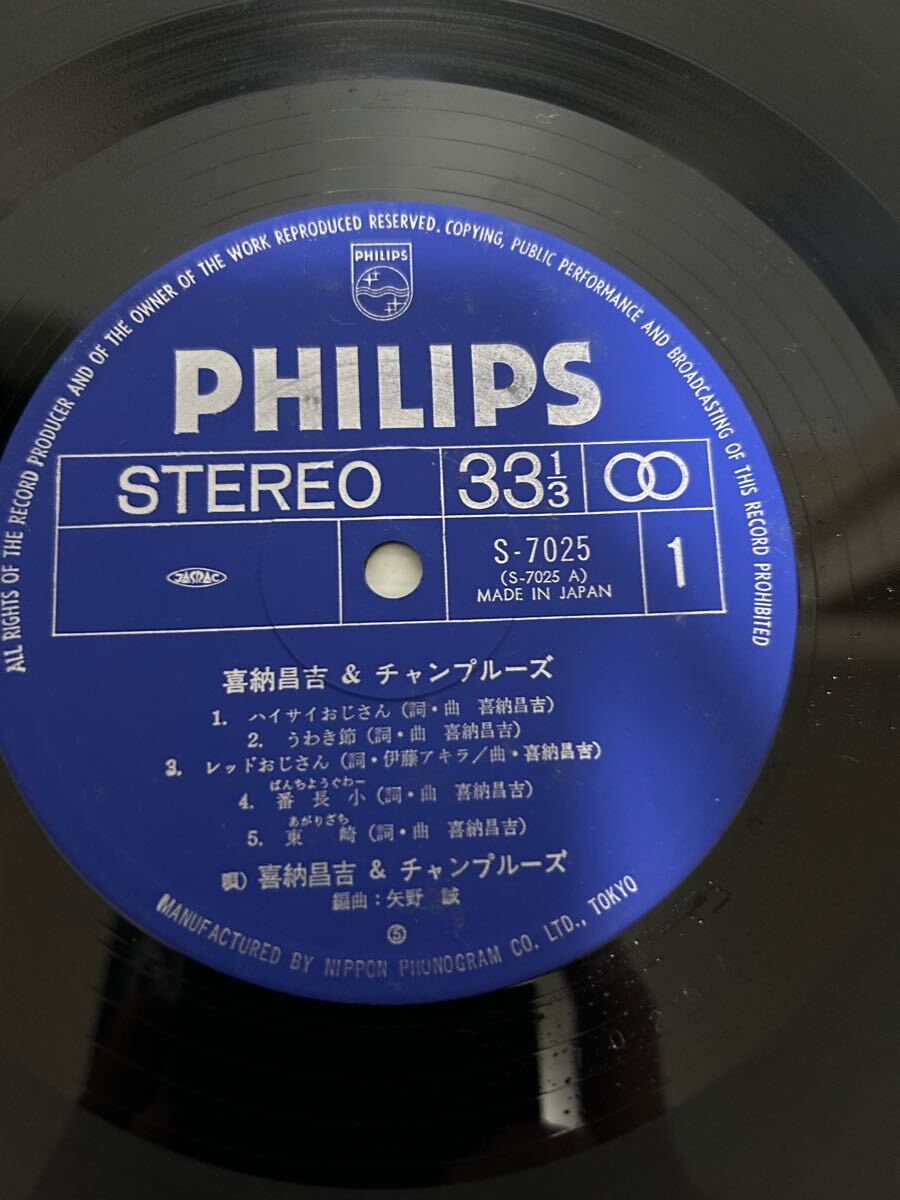 ALL RIGHTS OF THE RECORD PRODUCER AND OF THE OWNER OF THE WORK REPRODUCED RESERVED. COPYING, PUBLIC PERFORMANCE AND BROADCASTING OF THIS RECORD PROHIBITED
PHILIPS
PHILIPS
STEREO 33 1/3
JASRAC
S-7025
(S-7025 A)
MADE IN JAPAN
1
喜納昌吉 & チャンプルーズ
1. ハイサイおじさん (詞・曲 喜納昌吉)
2. うわき節 (詞・曲 喜納昌吉)
3. レッドおじさん (詞・伊藤アキラ/曲・喜納昌吉)
ばんちようぐわー
4. 番長小 (詞・曲 喜納昌吉)
あがりざち
5. 東崎 (詞・曲 喜納昌吉)
唄) 喜納昌吉 & チャンプルーズ
編曲:矢野 誠
⑤
MANUFACTURED BY NIPPON PHONOGRAM CO. LTD., TOKYO